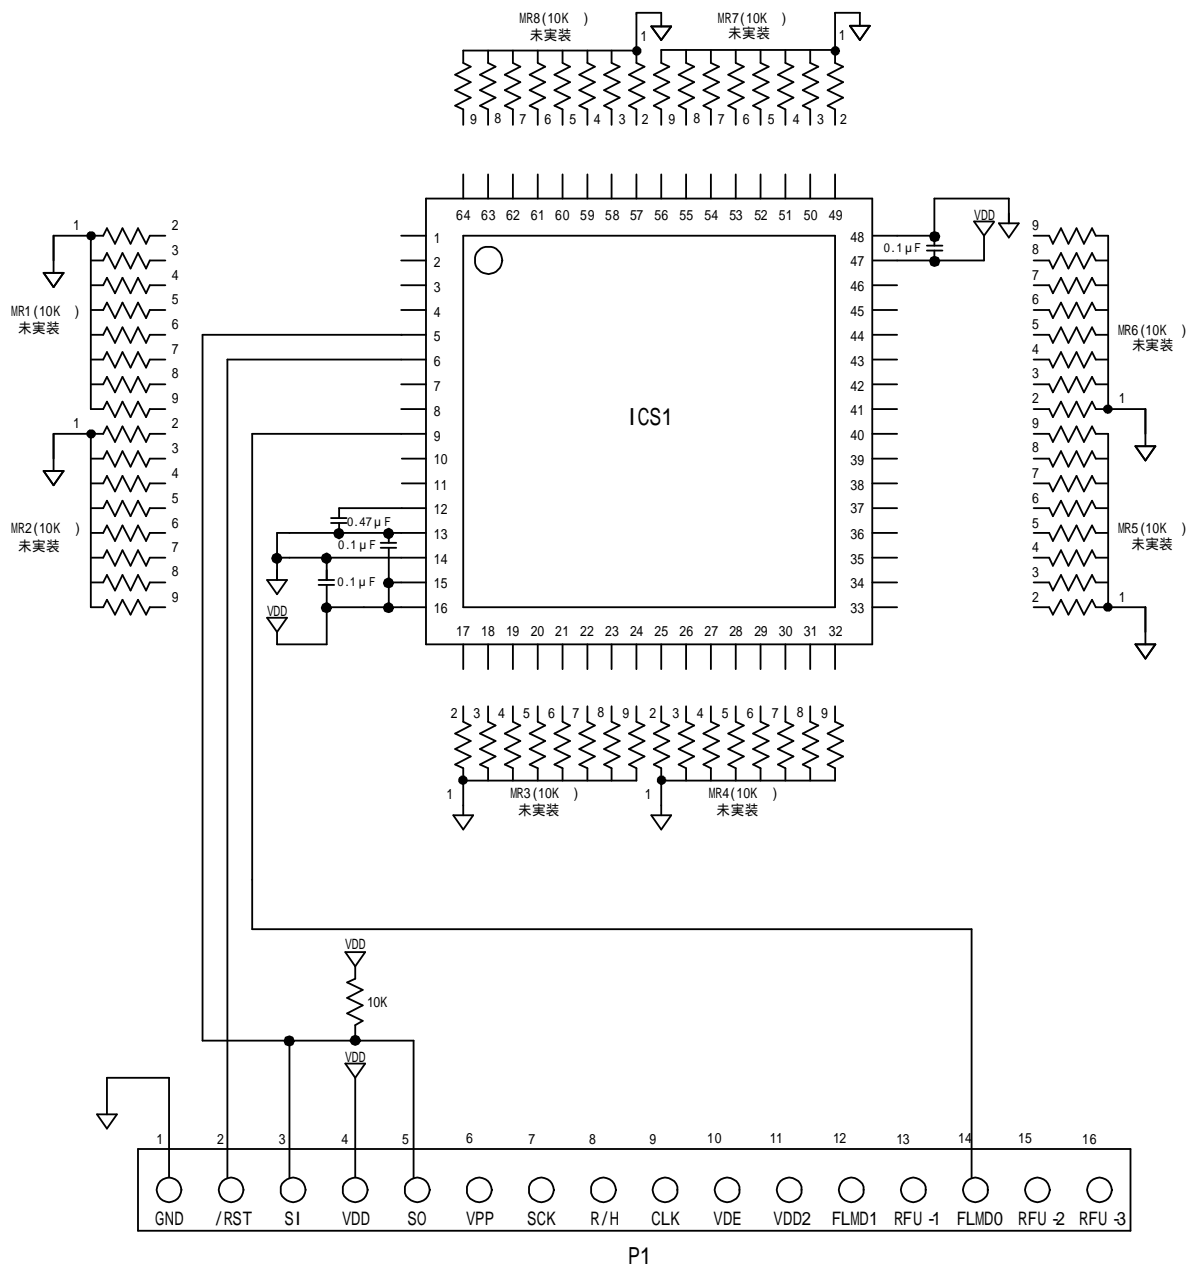 MR8(10K )
未実装
1
MR7(10K )
未実装
1
9 8 7 6 5 4 3 2 9 8 7 6 5 4 3 2
64 63 62 61 60 59 58 57 56 55 54 53 52 51 50 49
1
2
3
4
5
6
7
8
9
MR1(10K )
未実装
1
2
3
4
5
6
7
8
9
MR2(10K )
未実装
1
2
3
4
5
6
7
8
9
10
11
12
13
14
15
16
0.47μF
0.1μF
0.1μF
VDD
ICS1
48
47
46
45
44
43
42
41
40
39
38
37
36
35
34
33
0.1μF
VDD
9
8
7
6
5
4
3
2
1
MR6(10K )
未実装
9
8
7
6
5
4
3
2
1
MR5(10K )
未実装
17 18 19 20 21 22 23 24 25 26 27 28 29 30 31 32
2 3 4 5 6 7 8 9 2 3 4 5 6 7 8 9
1
MR3(10K )
未実装
1
MR4(10K )
未実装
VDD
10K
VDD
1 2 3 4 5 6 7 8 9 10 11 12 13 14 15 16
GND /RST SI VDD SO VPP SCK R/H CLK VDE VDD2 FLMD1 RFU-1 FLMD0 RFU-2 RFU-3
P1